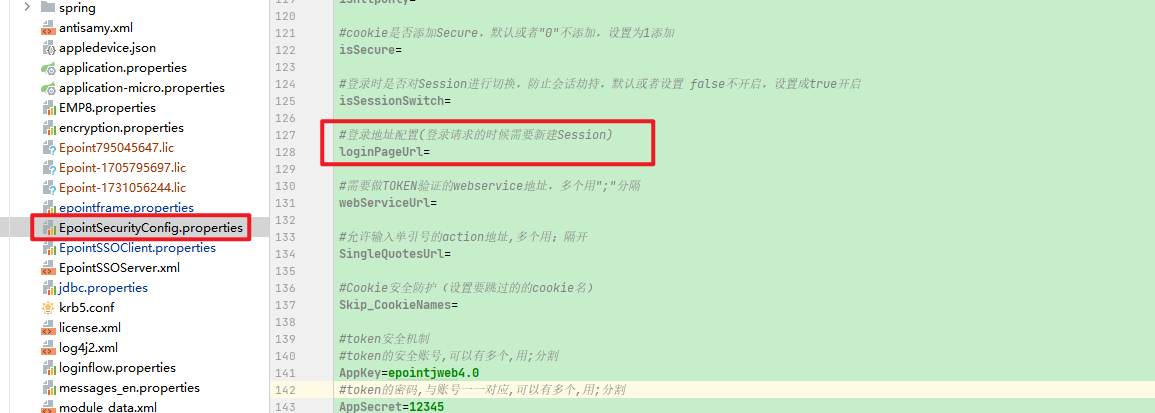 spring
antisamy.xml
appledevice.json
application.properties
application-micro.properties
EMP8.properties
encryption.properties
Epoint795045647.lic
Epoint-1705795697.lic
Epoint-1731056244.lic
epointframe.properties
EpointSecurityConfig.properties
EpointSSOClient.properties
EpointSSOServer.xml
jdbc.properties
krb5.conf
license.xml
log4j2.xml
loginflow.properties
messages_en.properties
module_data.xml
120
121 #cookie是否添加Secure，默认或者"0"不添加，设置为1添加
122 isSecure=
123
124 #登录时是否对Session进行切换，防止会话劫持，默认或者设置 false不开启，设置成true开启
125 isSessionSwitch=
126
127 #登录地址配置(登录请求的时候需要新建Session)
128 loginPageUrl=
129
130 #需要做TOKEN验证的webservice地址，多个用";"分隔
131 webServiceUrl=
132
133 #允许输入单引号的action地址,多个用；隔开
134 SingleQuotesUrl=
135
136 #Cookie安全防护（设置要跳过的的cookie名）
137 Skip_CookieNames=
138
139 #token安全机制
140 #token的安全账号,可以有多个,用;分割
141 AppKey=epointjweb4.0
142 #token的密码,与账号一一对应,可以有多个,用;分割
143 AppSecret=12345